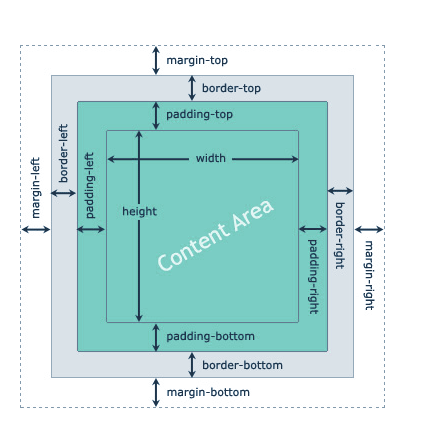 margin-top
border-top
padding-top
width
margin-left
border-left
padding-left
height
Content Area
padding-right
border-right
margin-right
padding-bottom
border-bottom
margin-bottom